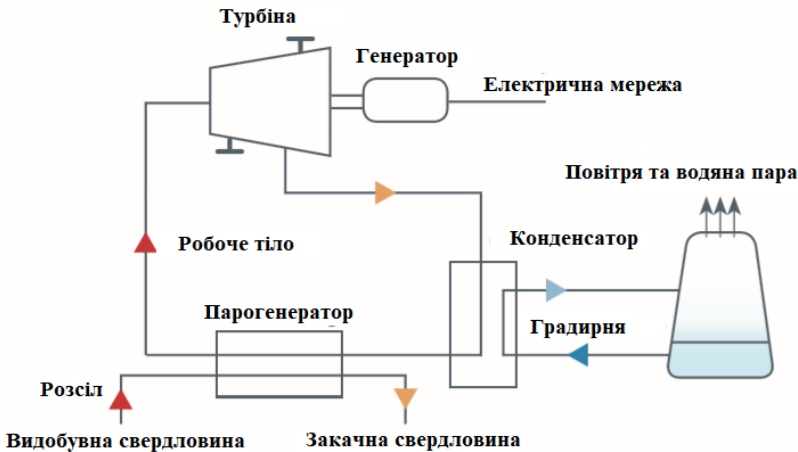 Турбіна
Генератор
Електрична мережа
Повітря та водяна пара
Робоче тіло
Конденсатор
Парогенератор
Градирня
Розсіл
Видобувна свердловина
Закачна свердловина